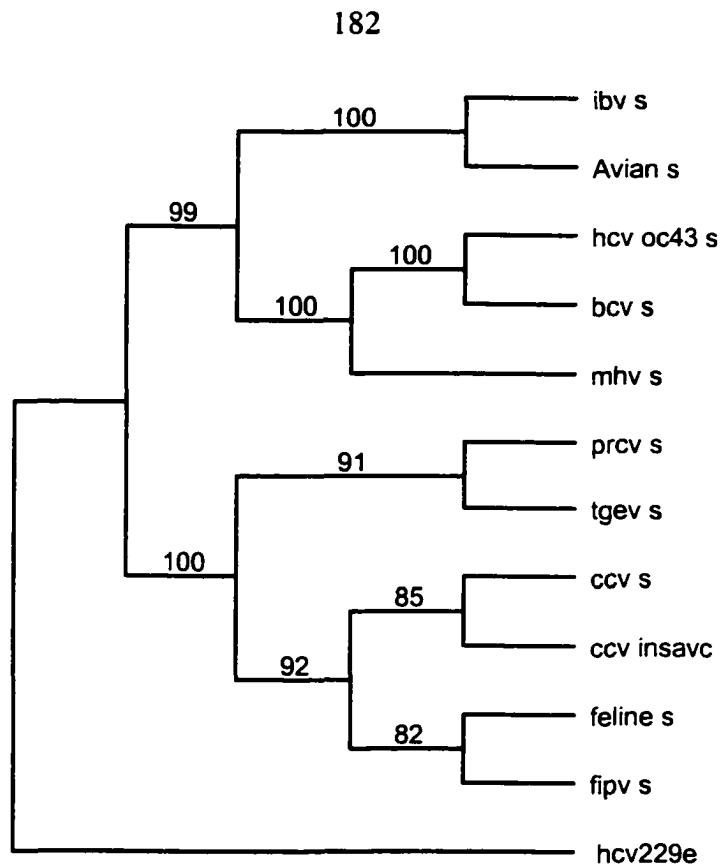 182
ibv s
100
Avian s
99
hcv oc43 s
100
bcv s
100
mhv s
prcv s
91
tgev s
100
ccv s
85
ccv insavc
92
feline s
82
fipv s
hcv229e